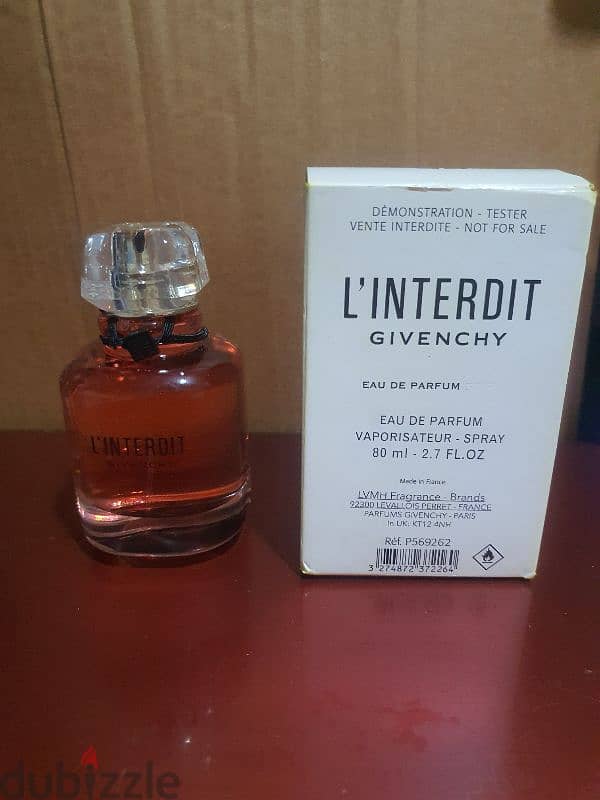 DÉMONSTRATION - TESTER
VENTE INTERDITE - NOT FOR SALE
L'INTERDIT
GIVENCHY
EAU DE PARFUM
EAU DE PARFUM
VAPORISATEUR - SPRAY
80 ml - 2.7 FL.OZ
Made in France
LVMH Fragrance - Brands
92300 LEVALLOIS PERRET - FRANCE
PARFUMS GIVENCHY - PARIS
In UK: KT12 4NH
Réf. P569262
3 274872 372264
L'INTERDIT
GIVENCHY
dubizzle